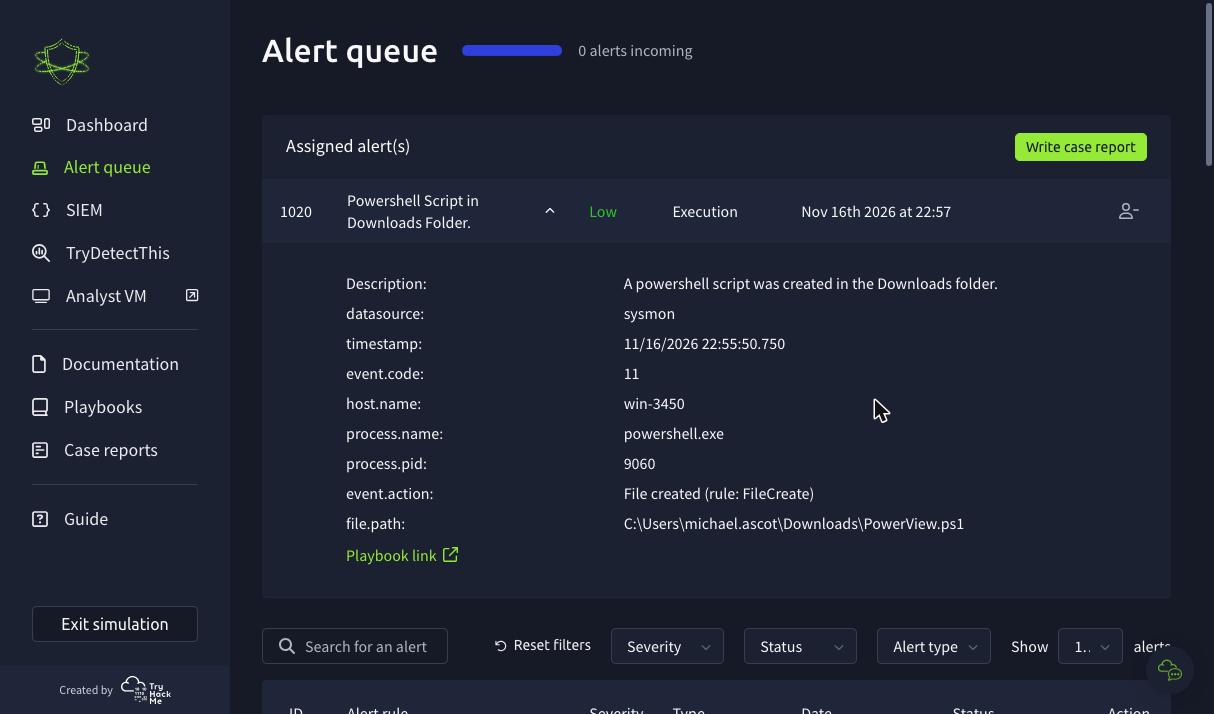 Alert queue
0 alerts incoming
Dashboard
Alert queue
SIEM
TryDetectThis
Analyst VM
Documentation
Playbooks
Case reports
Guide
Exit simulation
Created by Try Hack Me
Assigned alert(s)
Write case report
1020 Powershell Script in Downloads Folder. Low Execution Nov 16th 2026 at 22:57
Description: A powershell script was created in the Downloads folder.
datasource: sysmon
timestamp: 11/16/2026 22:55:50.750
event.code: 11
host.name: win-3450
process.name: powershell.exe
process.pid: 9060
event.action: File created (rule: FileCreate)
file.path: C:\Users\michael.ascot\Downloads\PowerView.ps1
Playbook link
Search for an alert Reset filters Severity Status Alert type Show 1.. alerts
ID Alert rule Severity Type Date Status Action